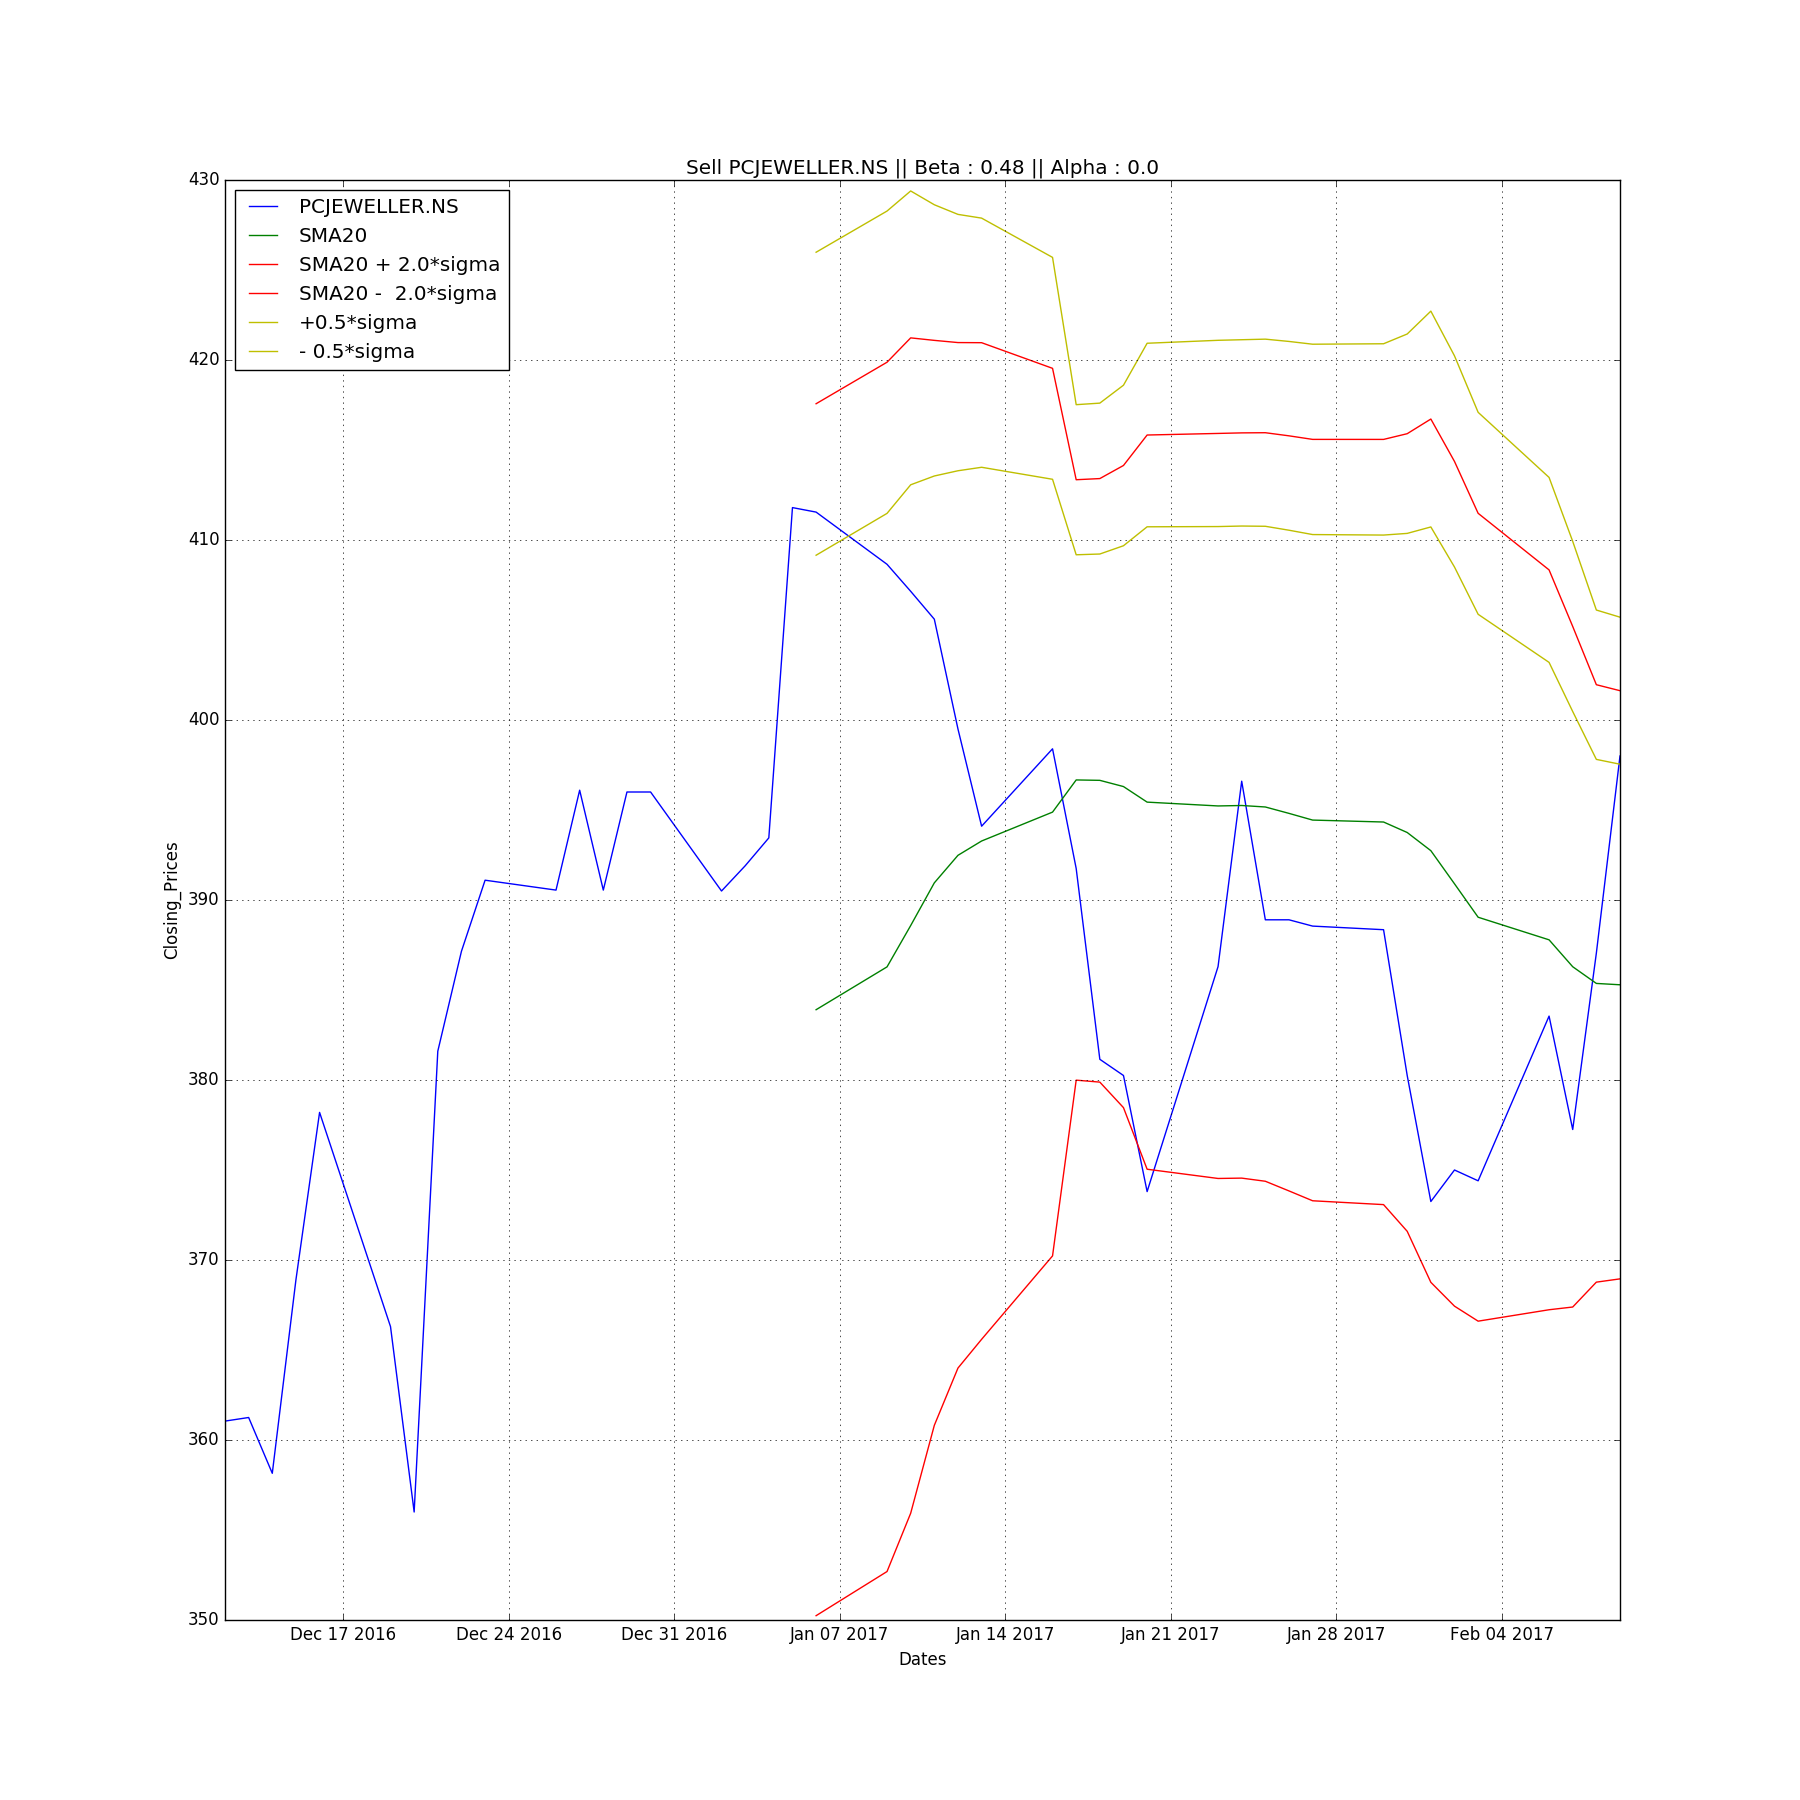 Sell PCJEWELLER.NS || Beta : 0.48 || Alpha : 0.0
PCJEWELLER.NS
SMA20
SMA20 + 2.0*sigma
SMA20 -  2.0*sigma
+0.5*sigma
- 0.5*sigma
430
420
410
400
390
380
370
360
350
Closing_Prices
Dec 17 2016
Dec 24 2016
Dec 31 2016
Jan 07 2017
Jan 14 2017
Jan 21 2017
Jan 28 2017
Feb 04 2017
Dates